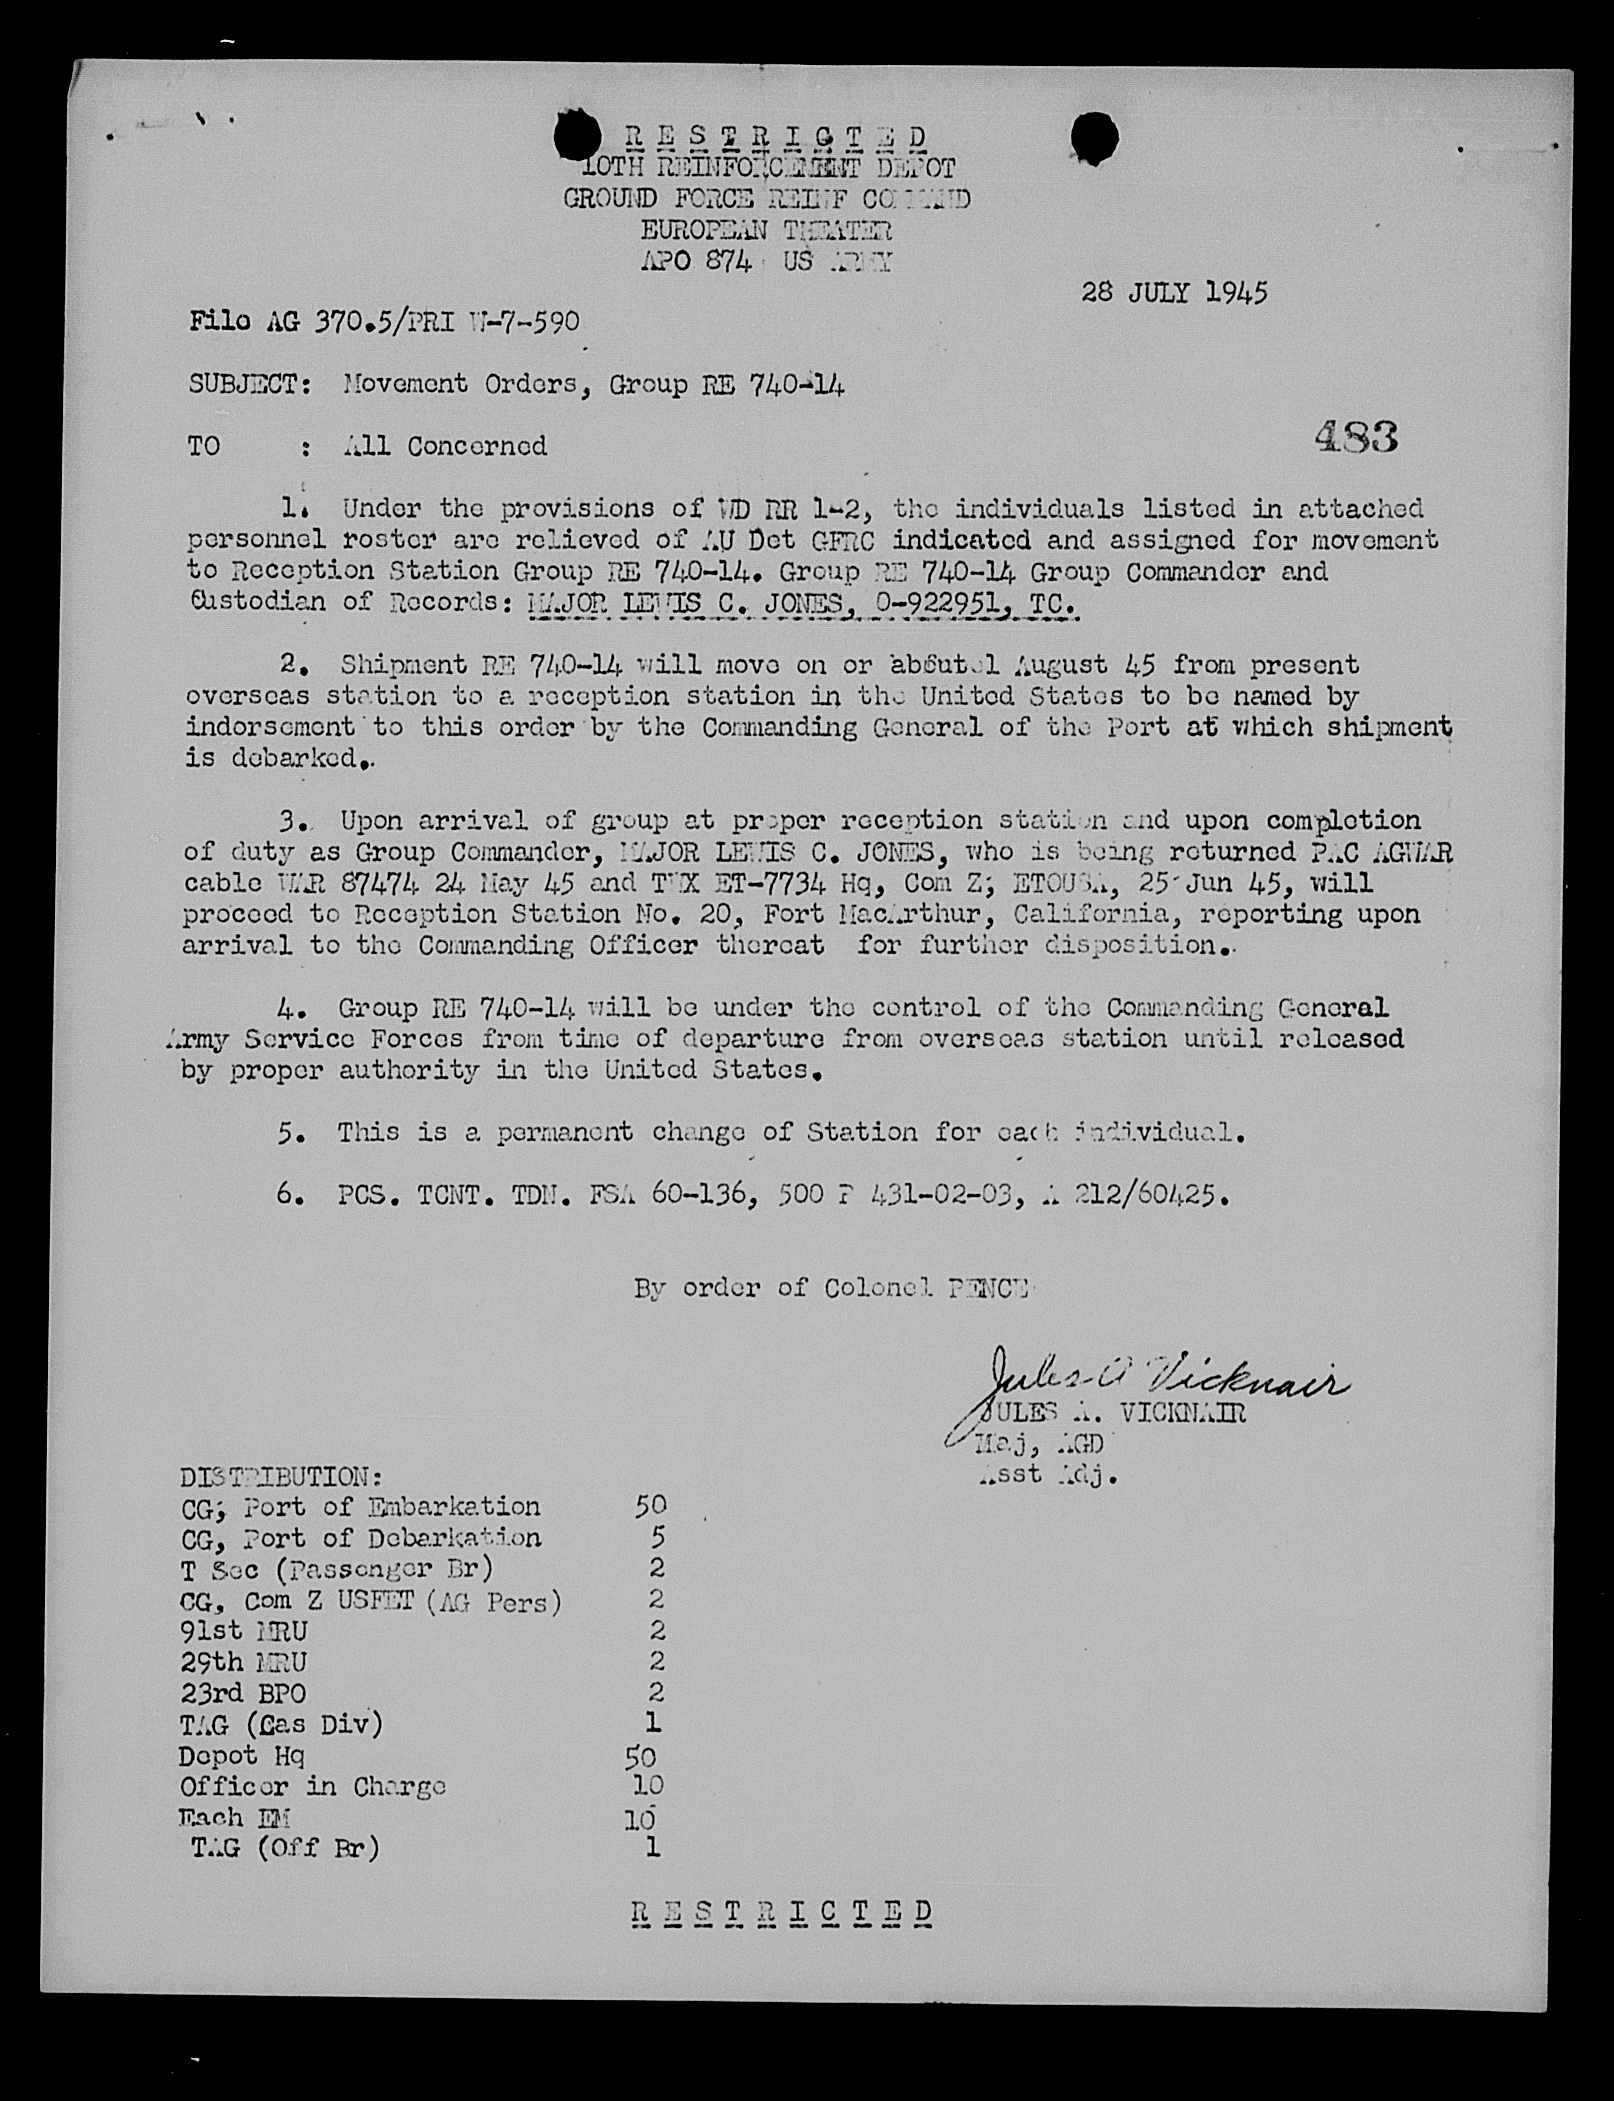 R E S T R I C T E D
10TH REINFORCEMENT DEPOT
GROUND FORCE REINF COMMAND
EUROPEAN THEATER
APO 874 US ARMY
28 JULY 1945
File AG 370.5/PRI W-7-590
SUBJECT: Movement Orders, Group RE 740-14
TO : All Concerned
483
1. Under the provisions of WD RR 1-2, the individuals listed in attached
personnel roster are relieved of AU Det GFRC indicated and assigned for movement
to Reception Station Group RE 740-14. Group RE 740-14 Group Commander and
Custodian of Records: MAJOR LEWIS C. JONES, O-922951, TC.
2. Shipment RE 740-14 will move on or about 1 August 45 from present
overseas station to a reception station in the United States to be named by
indorsement to this order by the Commanding General of the Port at which shipment
is debarked.
3. Upon arrival of group at proper reception station and upon completion
of duty as Group Commander, MAJOR LEWIS C. JONES, who is being returned PAC AGWAR
cable WAR 87474 24 May 45 and TWX ET-7734 Hq, Com Z; ETOUSA, 25 Jun 45, will
proceed to Reception Station No. 20, Fort MacArthur, California, reporting upon
arrival to the Commanding Officer thereat for further disposition.
4. Group RE 740-14 will be under the control of the Commanding General
Army Service Forces from time of departure from overseas station until released
by proper authority in the United States.
5. This is a permanent change of Station for each individual.
6. PCS. TCNT. TDN. FSA 60-136, 500 P 431-02-03, A 212/60425.
By order of Colonel PENCE
Jules A Vicknair
JULES A. VICKNAIR
Maj, AGD
Asst Adj.
DISTRIBUTION:
CG; Port of Embarkation 50
CG, Port of Debarkation 5
T Sec (Passenger Br) 2
CG, Com Z USFET (AG Pers) 2
91st MRU 2
29th MRU 2
23rd BPO 2
TAG (Cas Div) 1
Depot Hq 50
Officer in Charge 10
Each EM 10
TAG (Off Br) 1
R E S T R I C T E D